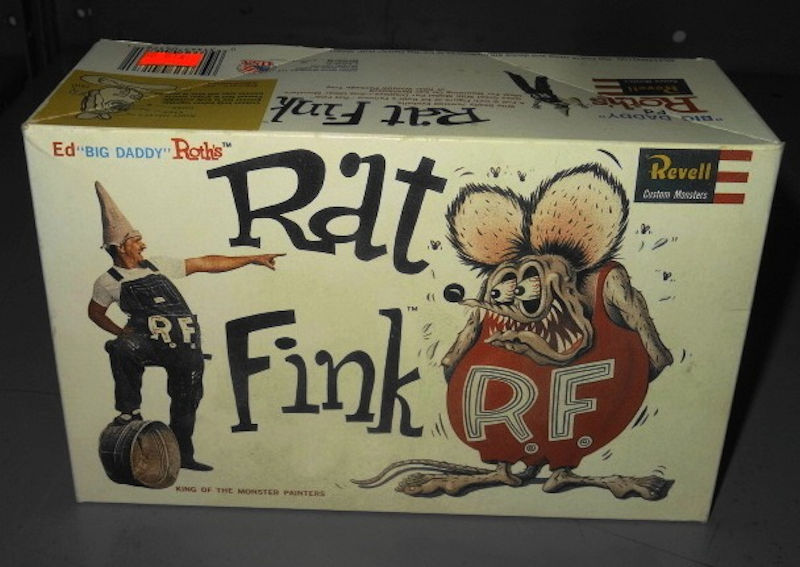 Ed "BIG DADDY" Roth's™
Rat
Fink™
Revell
Custom Monsters
R.F.
R.F.
KING OF THE MONSTER PAINTERS
Rat Fink
"BIG DADDY"
Ed
Roth's
Revell